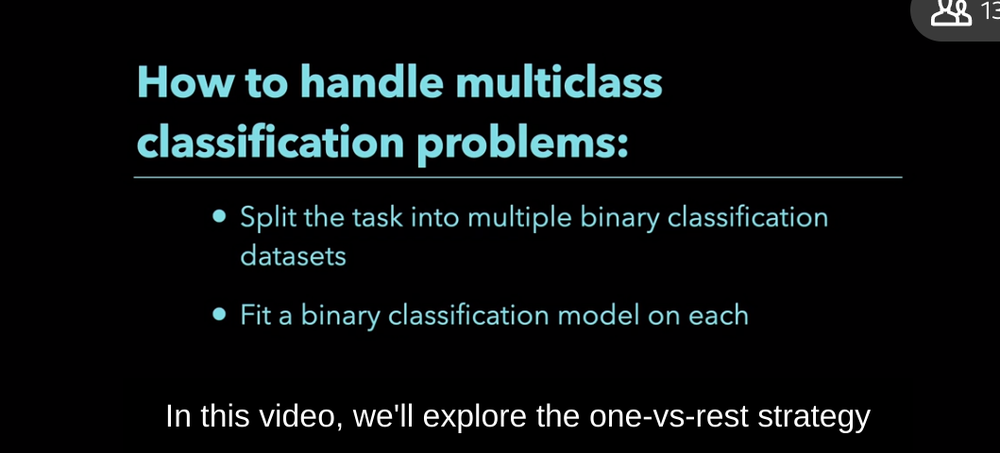 13
How to handle multiclass
classification problems:
• Split the task into multiple binary classification
datasets
• Fit a binary classification model on each
In this video, we'll explore the one-vs-rest strategy